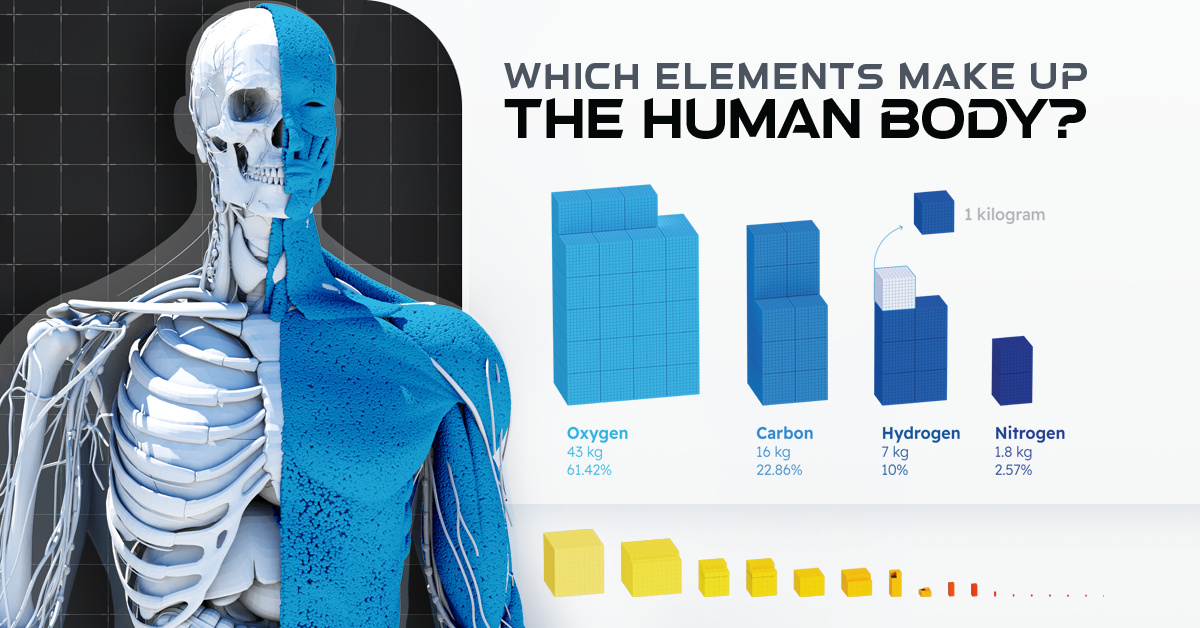 WHICH ELEMENTS MAKE UP
THE HUMAN BODY?
1 kilogram
Oxygen
43 kg
61.42%
Carbon
16 kg
22.86%
Hydrogen
7 kg
10%
Nitrogen
1.8 kg
2.57%